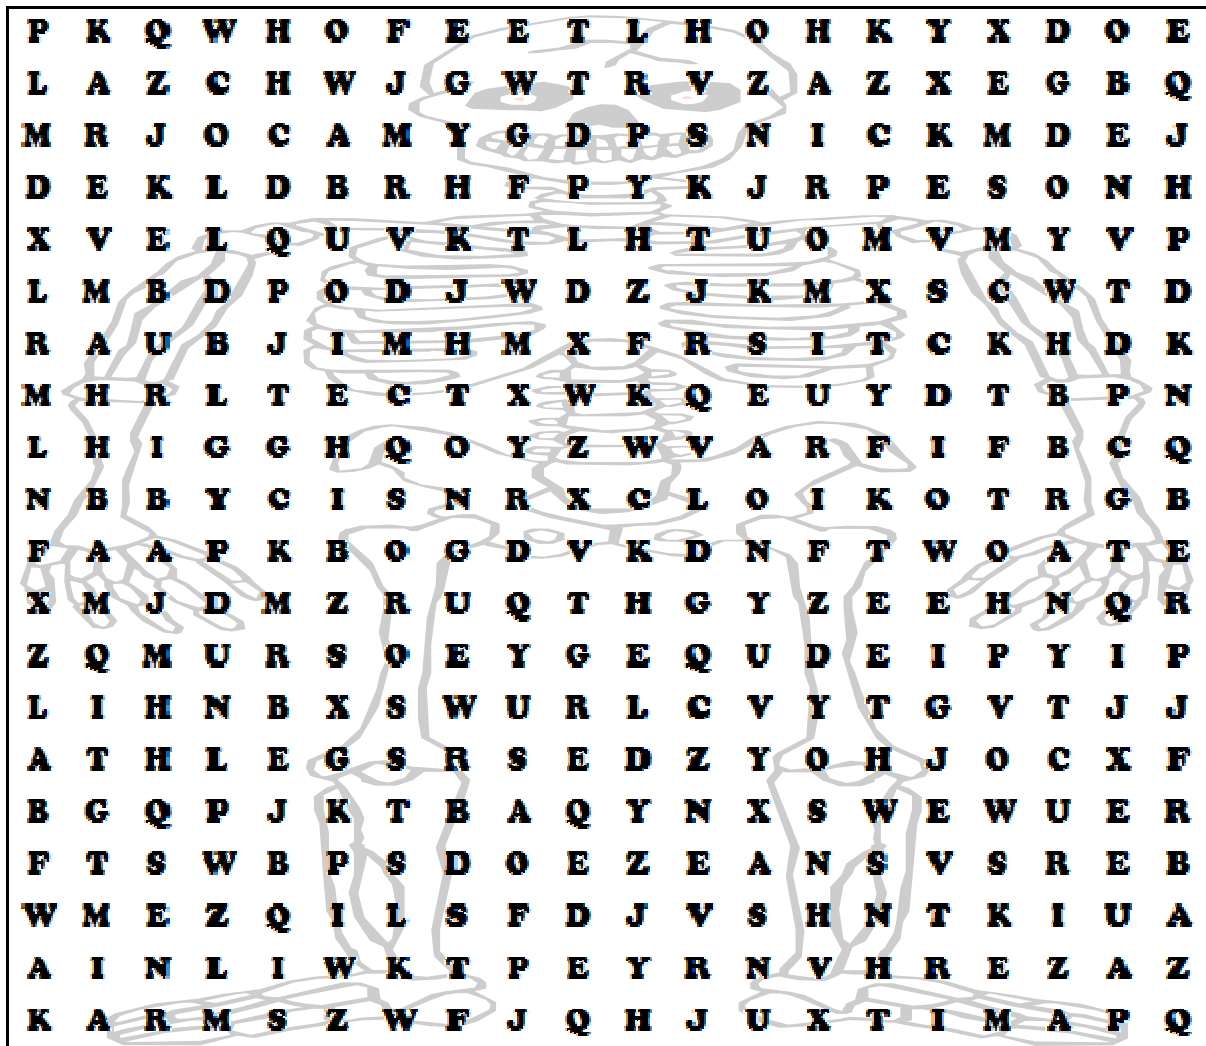 P K Q W H O F E E T L H O H K Y X D O E
L A Z C H W J G W T R V Z A Z X E G B Q
M R J O C A M Y G D P S N I C K M D E J
D E K L D B R H F P Y K J R P E S O N H
X V E L Q U V K T L H T U O M V M Y V P
L M B D P O D J W D Z J K M X S C W T D
R A U B J I M H M X F R S I T C K H D K
M H R L T E C T X W K Q E U Y D T B P N
L H I G G H Q O Y Z W V A R F I F B C Q
N B B Y C I S N R X C L O I K O T R G B
F A A P K B O G D V K D N F T W O A T E
X M J D M Z R U Q T H G Y Z E E H N Q R
Z Q M U R S O E Y G E Q U D E I P Y I P
L I H N B X S W U R L C V Y T G V T J J
A T H L E G S R S E D Z Y O H J O C X F
B G Q P J K T B A Q Y N X S W E W U E R
F T S W B P S D O E Z E A N S V S R E B
W M E Z Q I L S F D J V S H N T K I U A
A I N L I W K T P E Y R N V H R E Z A Z
K A R M S Z W F J Q H J U X T I M A P Q